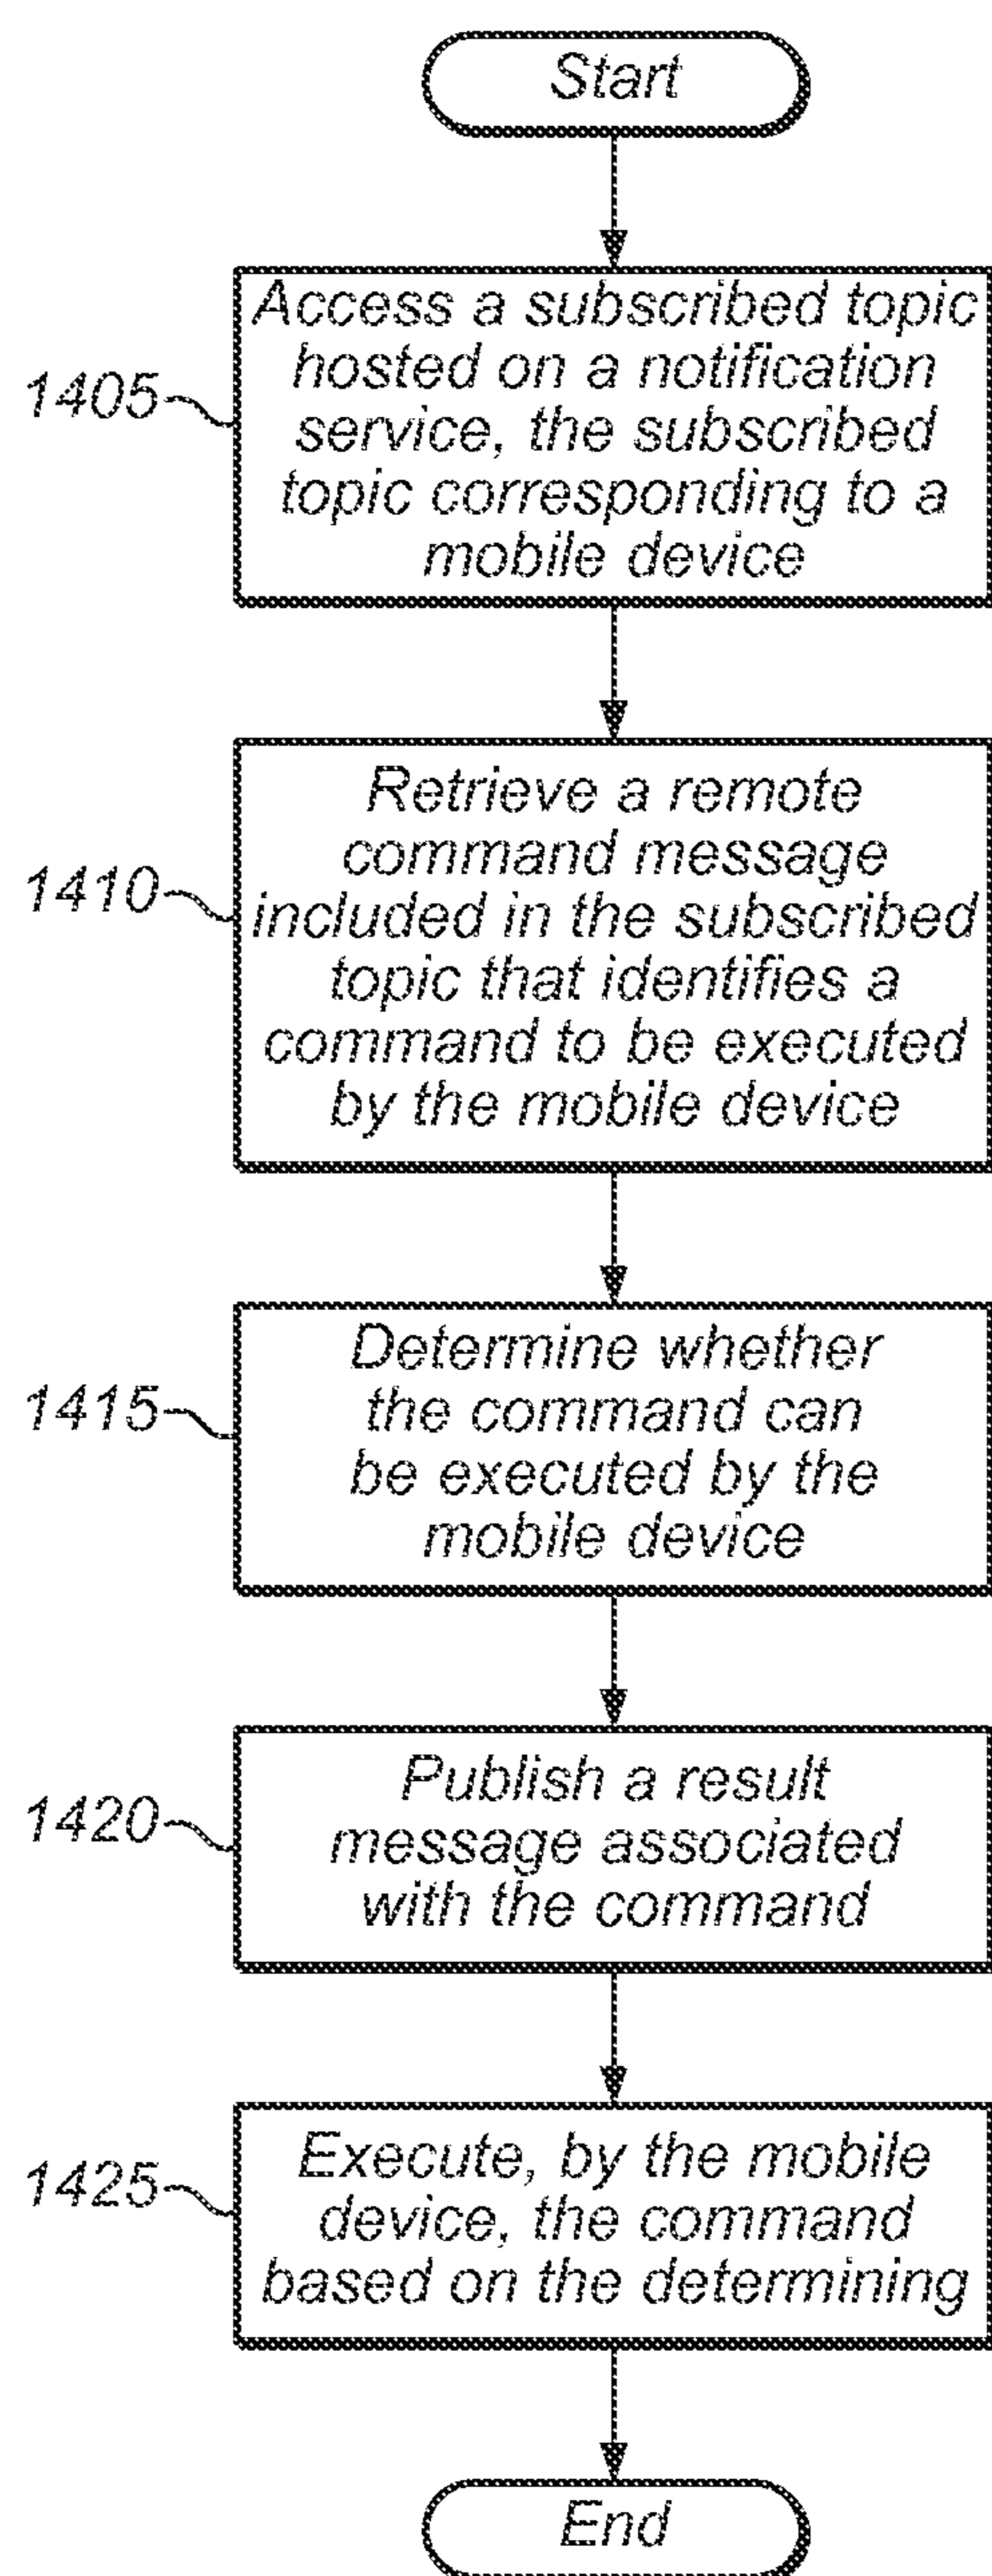 Start
1405
Access a subscribed topic
hosted on a notification
service, the subscribed
topic corresponding to a
mobile device
1410
Retrieve a remote
command message
included in the subscribed
topic that identifies a
command to be executed
by the mobile device
1415
Determine whether
the command can
be executed by the
mobile device
1420
Publish a result
message associated
with the command
1425
Execute, by the mobile
device, the command
based on the determining
End